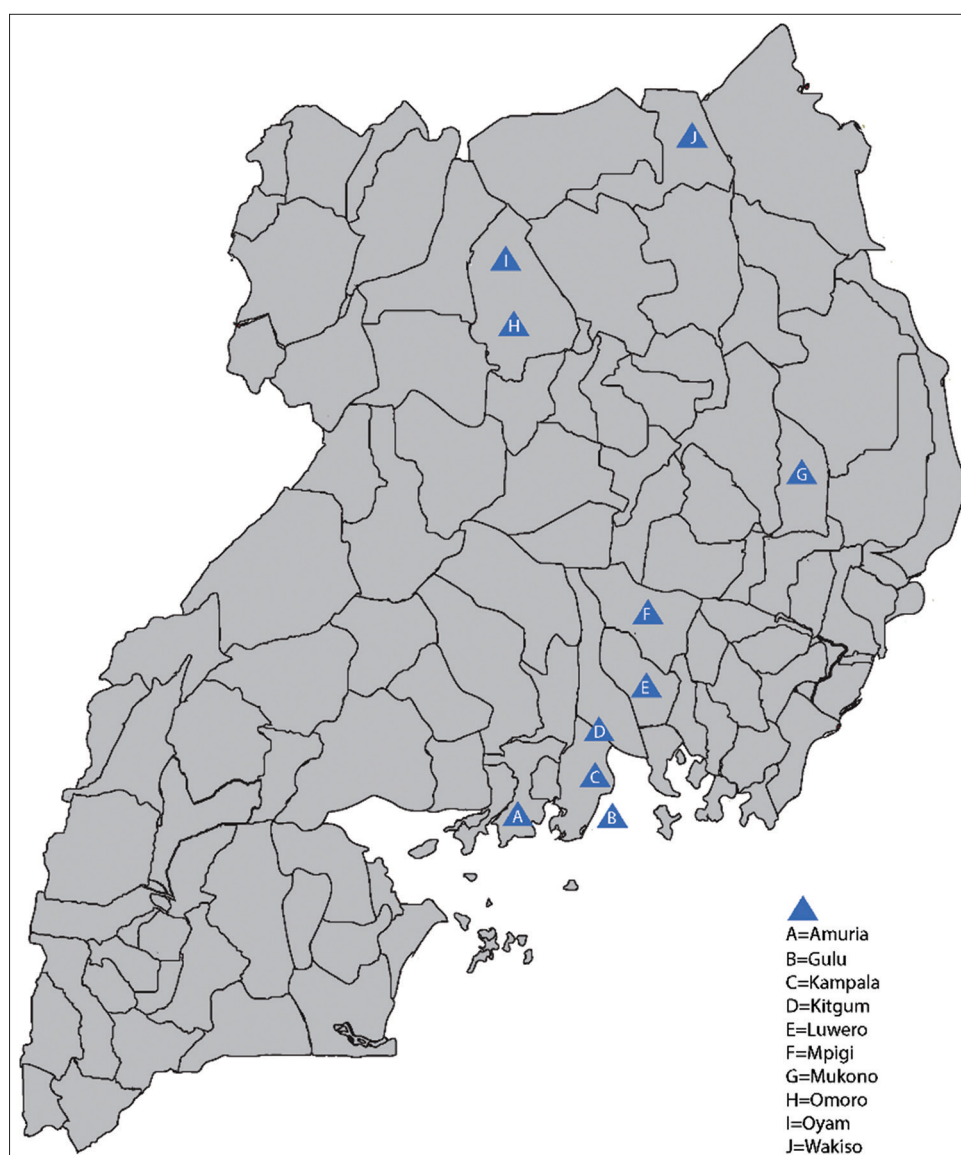 J
I
H
G
F
E
D
C
A
B
A=Amuria
B=Gulu
C=Kampala
D=Kitgum
E=Luwero
F=Mpigi
G=Mukono
H=Omoro
I=Oyam
J=Wakiso